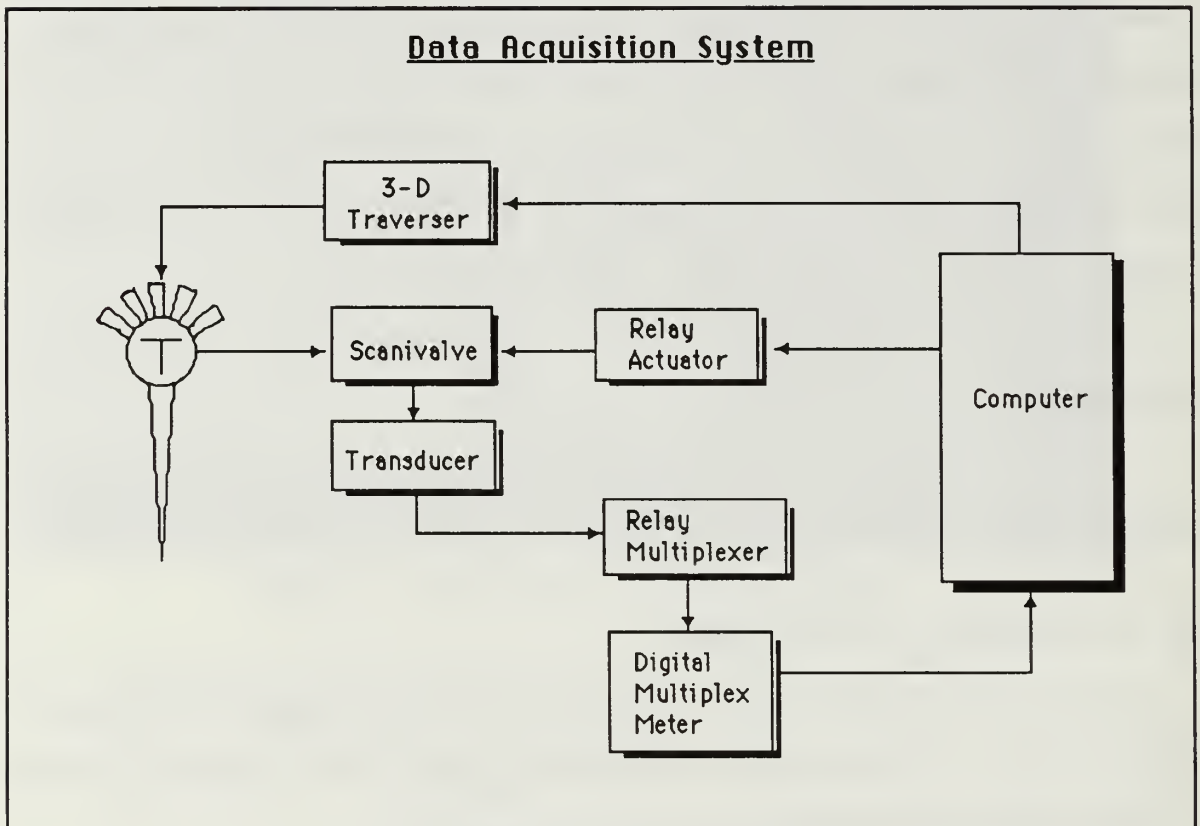 Data Acquisition System
3-D
Traverser
Scanivalve
Relay
Actuator
Computer
T
Transducer
Relay
Multiplexer
Digital
Multiplex
Meter